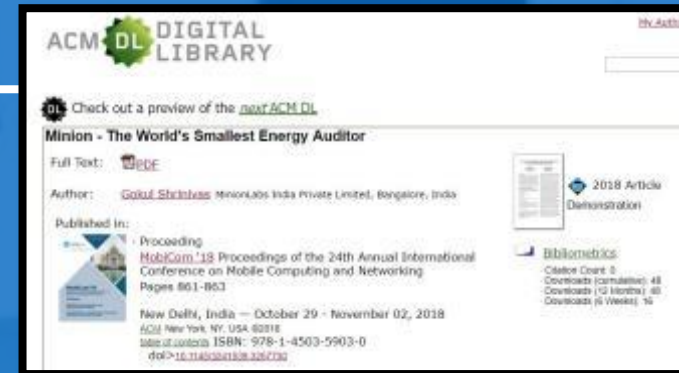 ACM DL DIGITAL LIBRARY
My Auth
DL Check out a preview of the next ACM DL
Minion - The World's Smallest Energy Auditor
Full Text: PDF
Author: Gokul Shrinivas MinionLabs India Private Limited, Bangalore, India
2018 Article
Demonstration
Published in:
· Proceeding
MobiCom '18 Proceedings of the 24th Annual International
Conference on Mobile Computing and Networking
Pages 861-863
Bibliometrics
· Citation Count: 0
· Downloads (cumulative): 48
· Downloads (12 Months): 48
· Downloads (6 Weeks): 16
New Delhi, India — October 29 - November 02, 2018
ACM New York, NY, USA ©2018
table of contents ISBN: 978-1-4503-5903-0